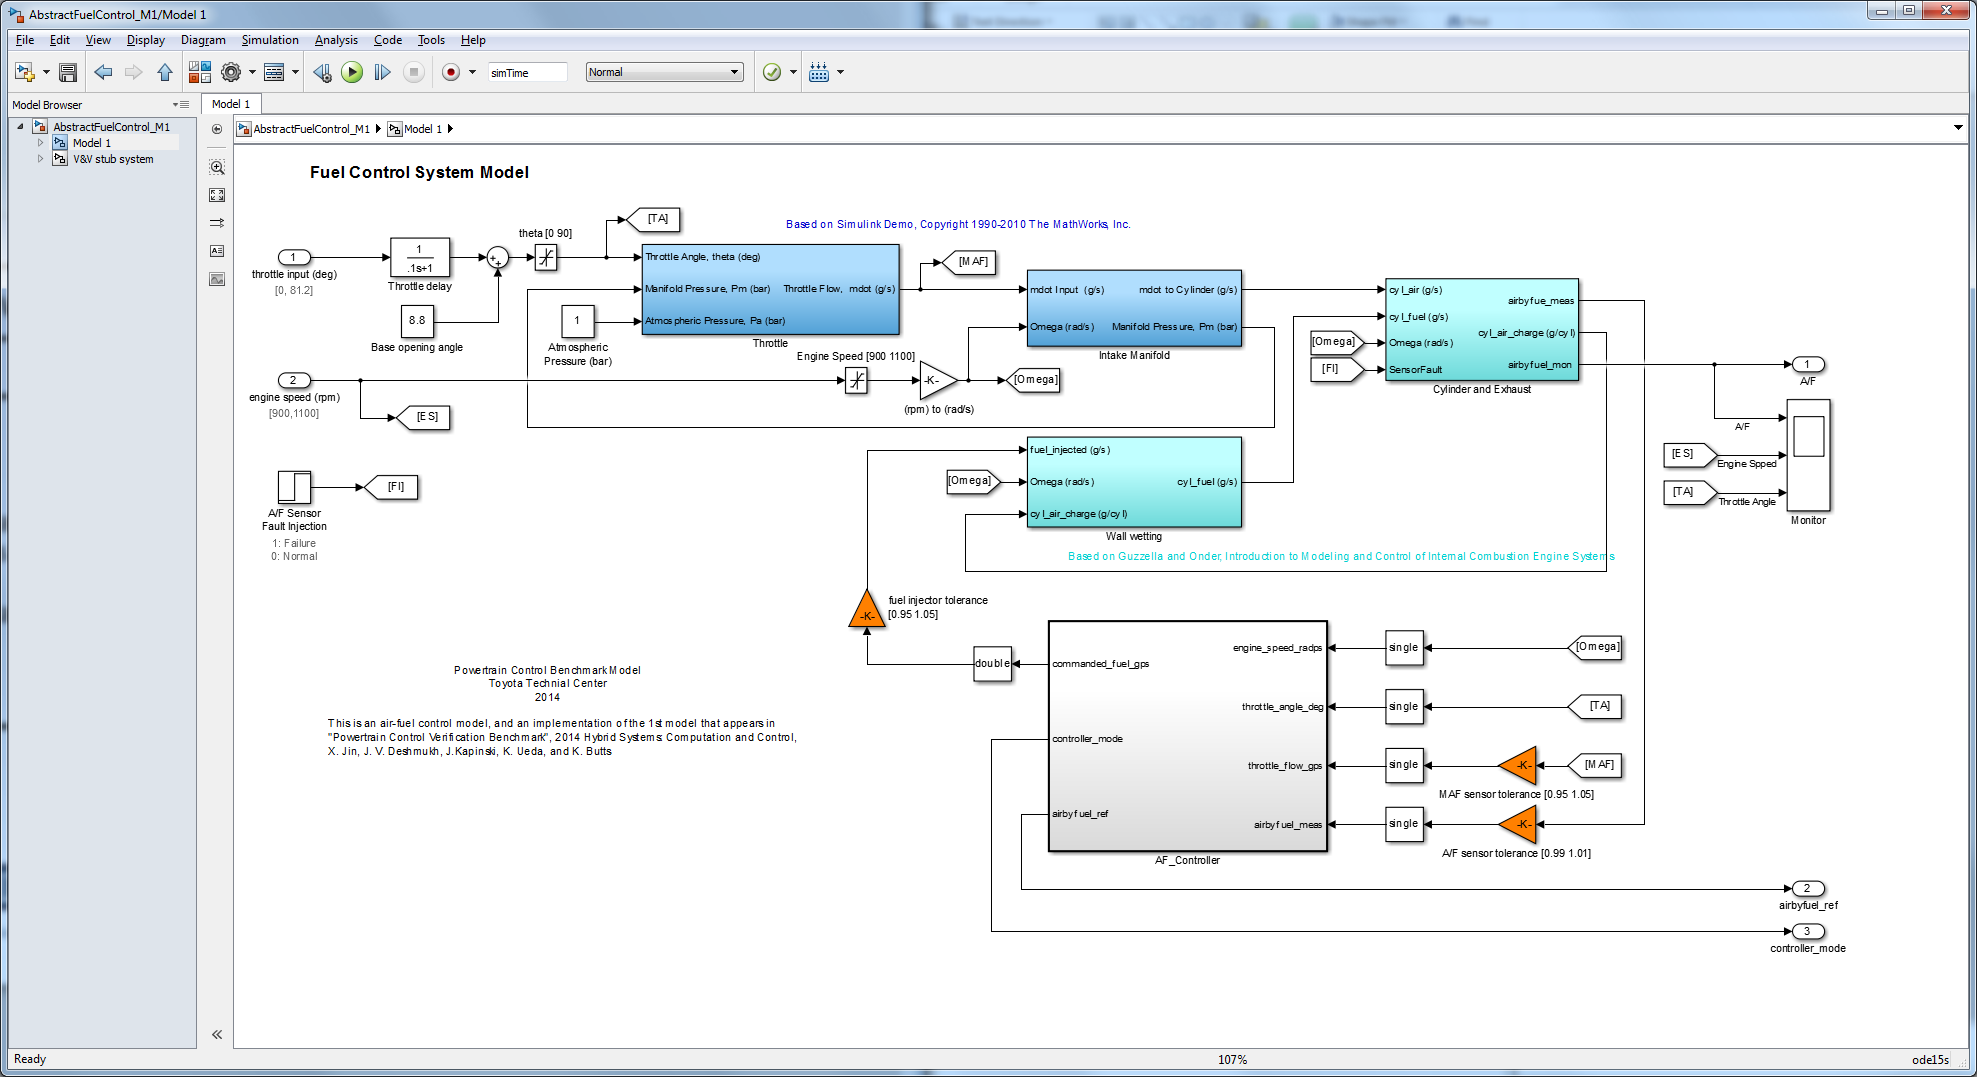 AbstractFuelControl_M1/Model 1
File Edit View Display Diagram Simulation Analysis Code Tools Help
simTime
Normal
Model Browser
Model 1
AbstractFuelControl_M1
Model 1
V&V stub system
AbstractFuelControl_M1
Model 1
Fuel Control System Model
Based on Simulink Demo, Copyright 1990-2010 The MathWorks, Inc.
1
throttle input (deg)
[0, 81.2]
1
.1s+1
Throttle delay
8.8
Base opening angle
theta [0 90]
[TA]
Throttle Angle, theta (deg)
Manifold Pressure, Pm (bar)
Throttle Flow, mdot (g/s)
Atmospheric Pressure, Pa (bar)
Throttle
1
Atmospheric
Pressure (bar)
[MAF]
mdot Input (g/s)
mdot to Cylinder (g/s)
Omega (rad/s)
Manifold Pressure, Pm (bar)
Intake Manifold
cyl_air (g/s)
airbyfue_meas
cyl_fuel (g/s)
cyl_air_charge (g/cyl)
Omega (rad/s)
SensorFault
airbyfuel_mon
Cylinder and Exhaust
[Omega]
[FI]
1
A/F
2
engine speed (rpm)
[900,1100]
[ES]
Engine Speed [900 1100]
-K-
(rpm) to (rad/s)
[Omega]
A/F
[ES]
Engine Spped
[TA]
Throttle Angle
Monitor
A/F Sensor
Fault Injection
1: Failure
0: Normal
[FI]
fuel_injected (g/s)
[Omega]
Omega (rad/s)
cyl_fuel (g/s)
cyl_air_charge (g/cyl)
Wall wetting
Based on Guzzella and Onder, Introduction to Modeling and Control of Internal Combustion Engine Systems
-K-
fuel injector tolerance
[0.95 1.05]
double
commanded_fuel_gps
controller_mode
airbyfuel_ref
engine_speed_radps
throttle_angle_deg
throttle_flow_gps
airbyfuel_meas
AF_Controller
single
[Omega]
single
[TA]
single
-K-
[MAF]
MAF sensor tolerance [0.95 1.05]
single
-K-
A/F sensor tolerance [0.99 1.01]
Powertrain Control Benchmark Model
Toyota Technial Center
2014
This is an air-fuel control model, and an implementation of the 1st model that appears in
"Powertrain Control Verification Benchmark", 2014 Hybrid Systems: Computation and Control,
X. Jin, J. V. Deshmukh, J.Kapinski, K. Ueda, and K. Butts
2
airbyfuel_ref
3
controller_mode
Ready
107%
ode15s